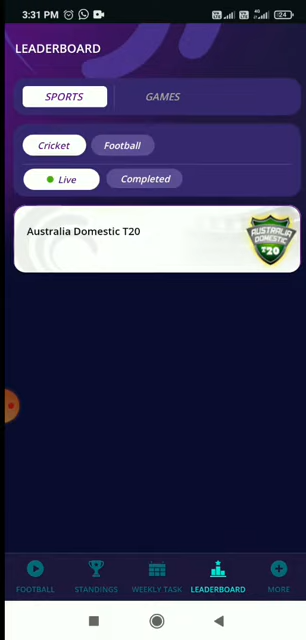 3:31 PM
4G
24
LEADERBOARD
SPORTS GAMES
Cricket Football
Live Completed
Australia Domestic T20
AUSTRALIA
DOMESTIC
T20
FOOTBALL STANDINGS WEEKLY TASK LEADERBOARD MORE